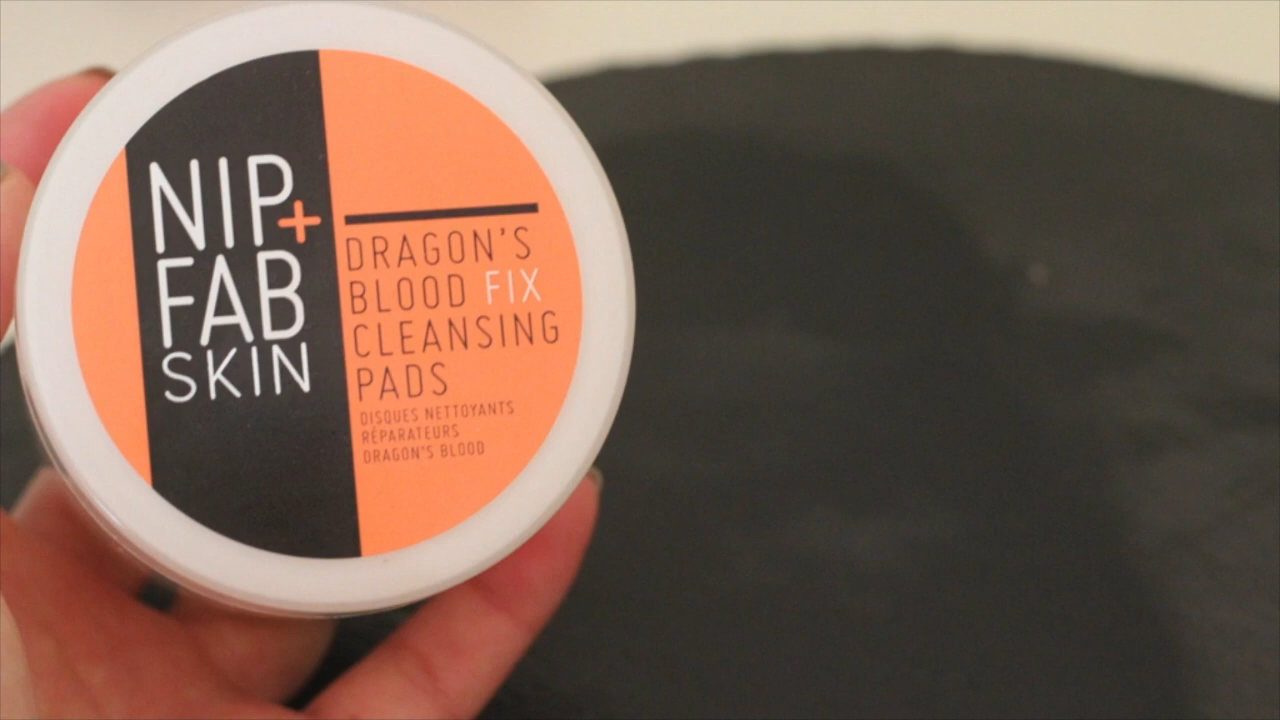 NIP+
FAB
SKIN
DRAGON'S
BLOOD FIX
CLEANSING
PADS
DISQUES NETTOYANTS
RÉPARATEURS
DRAGON'S BLOOD